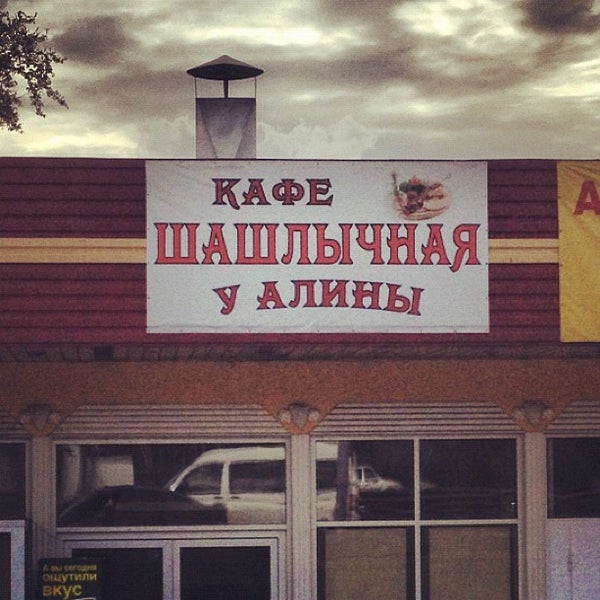 КАФЕ
ШАШЛЫЧНАЯ
У АЛИНЫ
А
А вы сегодня
ощутили
вкус